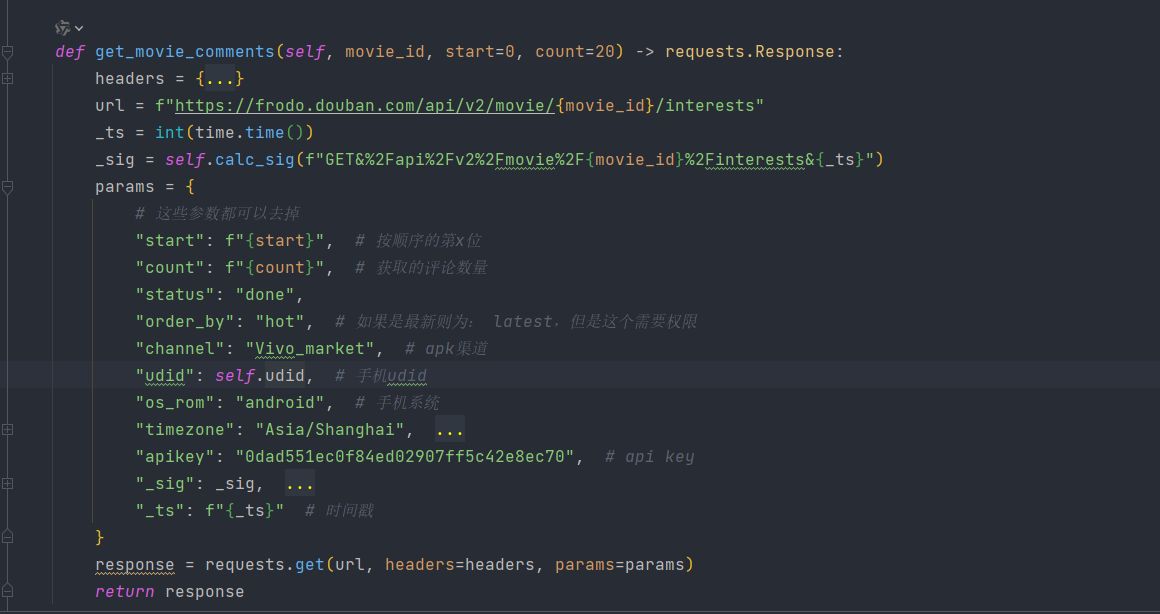 def get_movie_comments(self, movie_id, start=0, count=20) -> requests.Response:
headers = {...}
url = f"https://frodo.douban.com/api/v2/movie/{movie_id}/interests"
_ts = int(time.time())
_sig = self.calc_sig(f"GET&%2Fapi%2Fv2%2Fmovie%2F{movie_id}%2Finterests&{_ts}")
params = {
# 这些参数都可以去掉
"start": f"{start}",  # 按顺序的第x位
"count": f"{count}",  # 获取的评论数量
"status": "done",
"order_by": "hot",  # 如果是最新则为： latest，但是这个需要权限
"channel": "Vivo_market",  # apk渠道
"udid": self.udid,  # 手机udid
"os_rom": "android",  # 手机系统
"timezone": "Asia/Shanghai",  ...
"apikey": "0dad551ec0f84ed02907ff5c42e8ec70",  # api key
"_sig": _sig,  ...
"_ts": f"{_ts}"  # 时间戳
}
response = requests.get(url, headers=headers, params=params)
return response